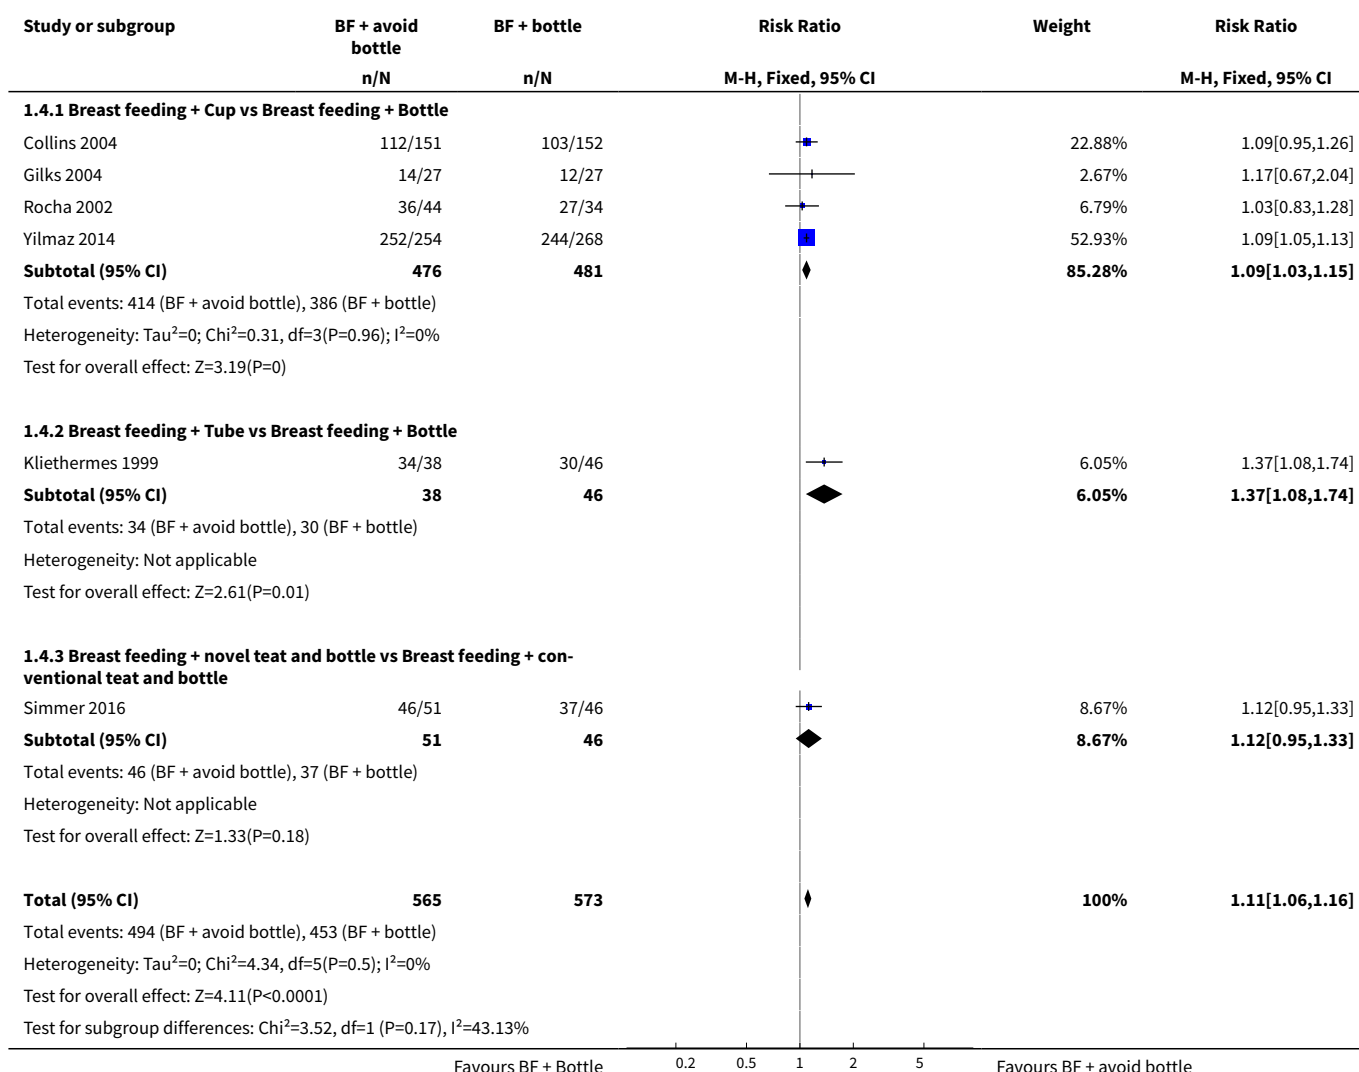 Study or subgroup BF + avoid bottle BF + bottle Risk Ratio Weight Risk Ratio
n/N n/N M-H, Fixed, 95% CI M-H, Fixed, 95% CI
1.4.1 Breast feeding + Cup vs Breast feeding + Bottle
Collins 2004 112/151 103/152 22.88% 1.09[0.95,1.26]
Gilks 2004 14/27 12/27 2.67% 1.17[0.67,2.04]
Rocha 2002 36/44 27/34 6.79% 1.03[0.83,1.28]
Yilmaz 2014 252/254 244/268 52.93% 1.09[1.05,1.13]
Subtotal (95% CI) 476 481 85.28% 1.09[1.03,1.15]
Total events: 414 (BF + avoid bottle), 386 (BF + bottle)
Heterogeneity: Tau²=0; Chi²=0.31, df=3(P=0.96); I²=0%
Test for overall effect: Z=3.19(P=0)
1.4.2 Breast feeding + Tube vs Breast feeding + Bottle
Kliethermes 1999 34/38 30/46 6.05% 1.37[1.08,1.74]
Subtotal (95% CI) 38 46 6.05% 1.37[1.08,1.74]
Total events: 34 (BF + avoid bottle), 30 (BF + bottle)
Heterogeneity: Not applicable
Test for overall effect: Z=2.61(P=0.01)
1.4.3 Breast feeding + novel teat and bottle vs Breast feeding + con-
ventional teat and bottle
Simmer 2016 46/51 37/46 8.67% 1.12[0.95,1.33]
Subtotal (95% CI) 51 46 8.67% 1.12[0.95,1.33]
Total events: 46 (BF + avoid bottle), 37 (BF + bottle)
Heterogeneity: Not applicable
Test for overall effect: Z=1.33(P=0.18)
Total (95% CI) 565 573 100% 1.11[1.06,1.16]
Total events: 494 (BF + avoid bottle), 453 (BF + bottle)
Heterogeneity: Tau²=0; Chi²=4.34, df=5(P=0.5); I²=0%
Test for overall effect: Z=4.11(P<0.0001)
Test for subgroup differences: Chi²=3.52, df=1 (P=0.17), I²=43.13%
Favours BF + Bottle 0.2 0.5 1 2 5 Favours BF + avoid bottle